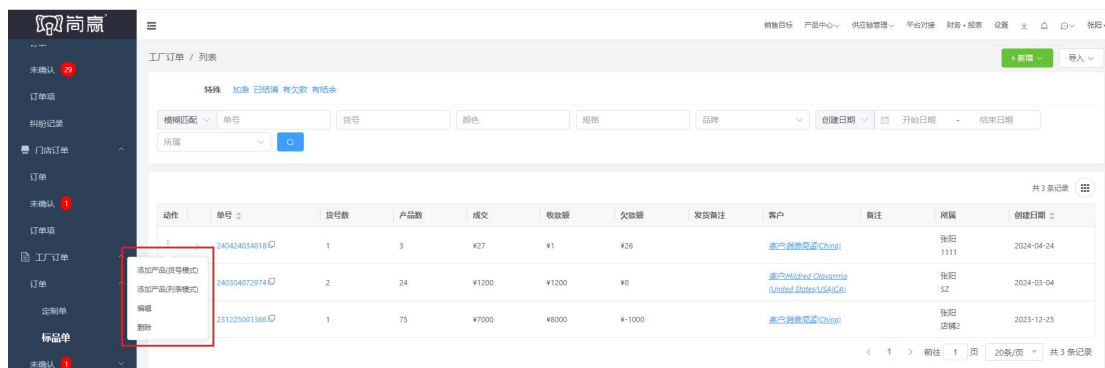 简赢
销售目标 产品中心 供应链管理 平台对接 财务·报表 设置 张阳
未确认 29
订单项
纠纷记录
门店订单
订单
未确认 1
订单项
工厂订单
订单
定制单
标品单
未确认 1
工厂订单 / 列表
+新增 导入
特殊 加急 已结清 有欠款 有结余
模糊匹配 单号 货号 颜色 规格 品牌 创建日期 开始日期 - 结束日期
所属
共 3 条记录
动作 单号 货号数 产品数 成交 收款额 欠款额 发货备注 客户 备注 所属 创建日期
240424034818 1 3 ¥27 ¥1 ¥26 张阳 2024-04-24
1111
240304072974 2 24 ¥1200 ¥1200 ¥0 客户:Mildred Olavarrria 张阳 2024-03-04
(United States/USA)CA) SZ
231225001366 1 75 ¥7000 ¥8000 ¥-1000 张阳 2023-12-25
店铺2
添加产品(货号模式)
添加产品(列表模式)
编辑
删除
1 前往 1 页 20条/页 共 3 条记录